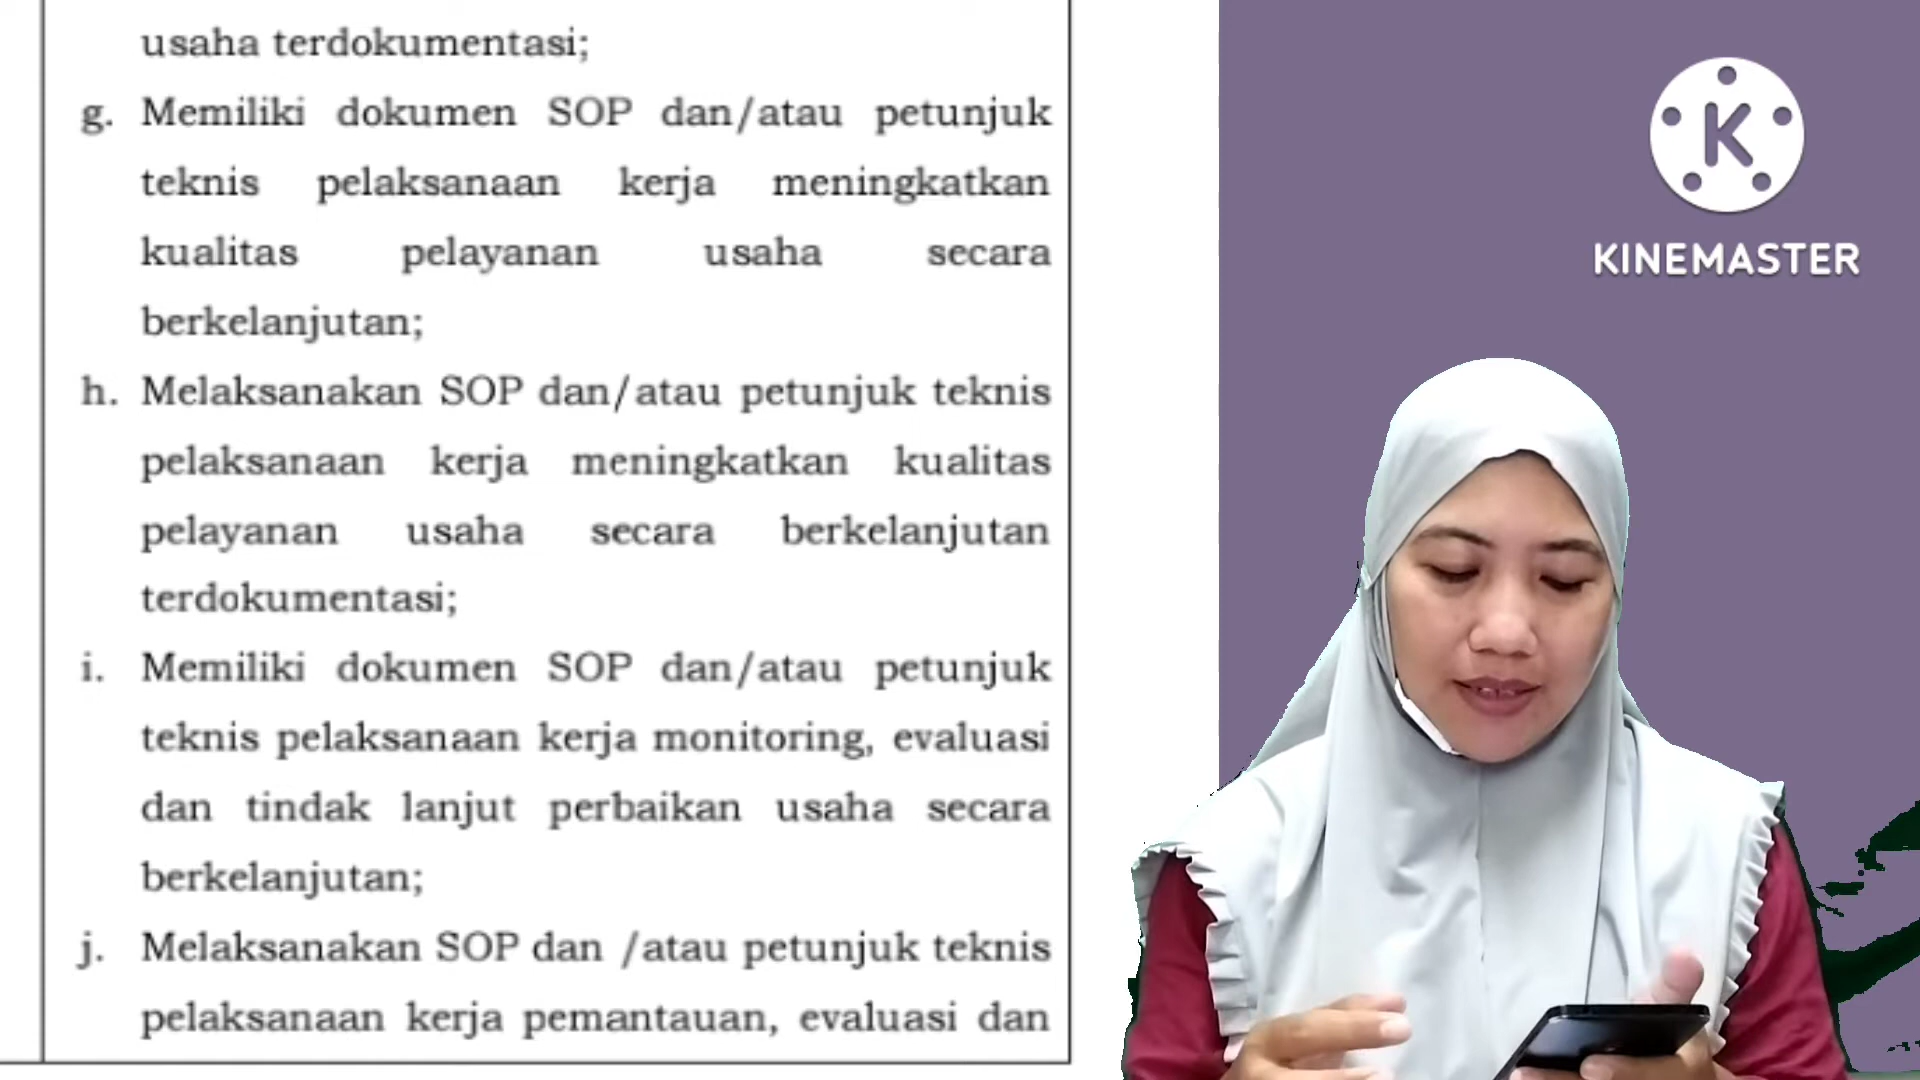 usaha terdokumentasi;
g. Memiliki dokumen SOP dan/atau petunjuk
teknis pelaksanaan kerja meningkatkan
kualitas pelayanan usaha secara
berkelanjutan;
h. Melaksanakan SOP dan/atau petunjuk teknis
pelaksanaan kerja meningkatkan kualitas
pelayanan usaha secara berkelanjutan
terdokumentasi;
i. Memiliki dokumen SOP dan/atau petunjuk
teknis pelaksanaan kerja monitoring, evaluasi
dan tindak lanjut perbaikan usaha secara
berkelanjutan;
j. Melaksanakan SOP dan /atau petunjuk teknis
pelaksanaan kerja pemantauan, evaluasi dan
K
KINEMASTER